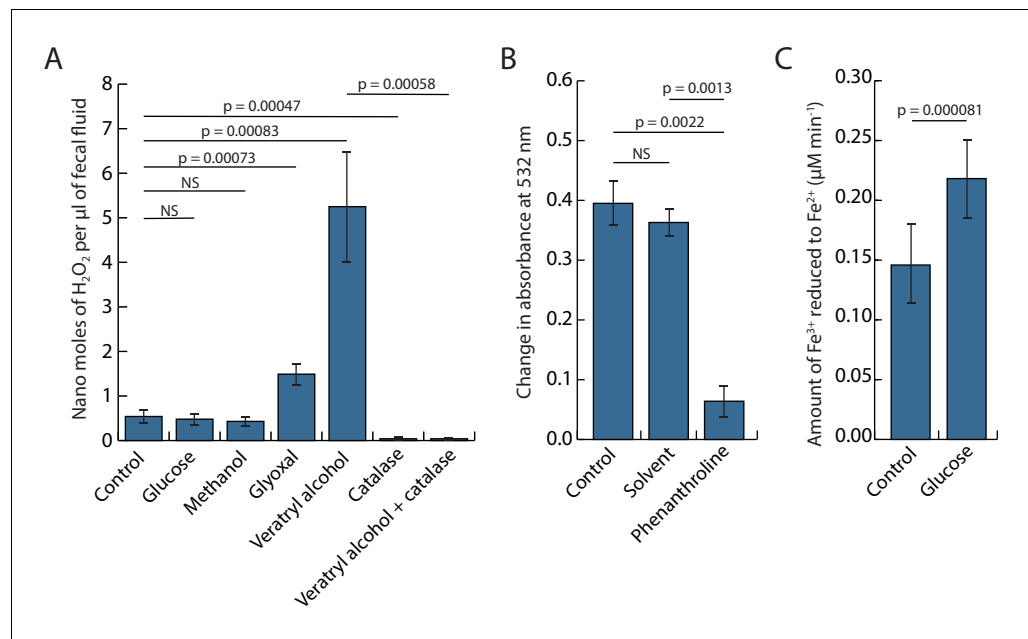 A
Nano moles of H₂O₂ per µl of fecal fluid
8
7
6
5
4
3
2
1
0
p = 0.00058
p = 0.00047
p = 0.00083
p = 0.00073
NS
NS
Control
Glucose
Methanol
Glyoxal
Veratryl alcohol
Catalase
Veratryl alcohol + catalase
B
Change in absorbance at 532 nm
0.6
0.5
0.4
0.3
0.2
0.1
0.0
p = 0.0013
p = 0.0022
NS
Control
Solvent
Phenanthroline
C
Amount of Fe³⁺ reduced to Fe²⁺ (µM min⁻¹)
0.30
0.25
0.20
0.15
0.10
0.05
0.00
p = 0.000081
Control
Glucose